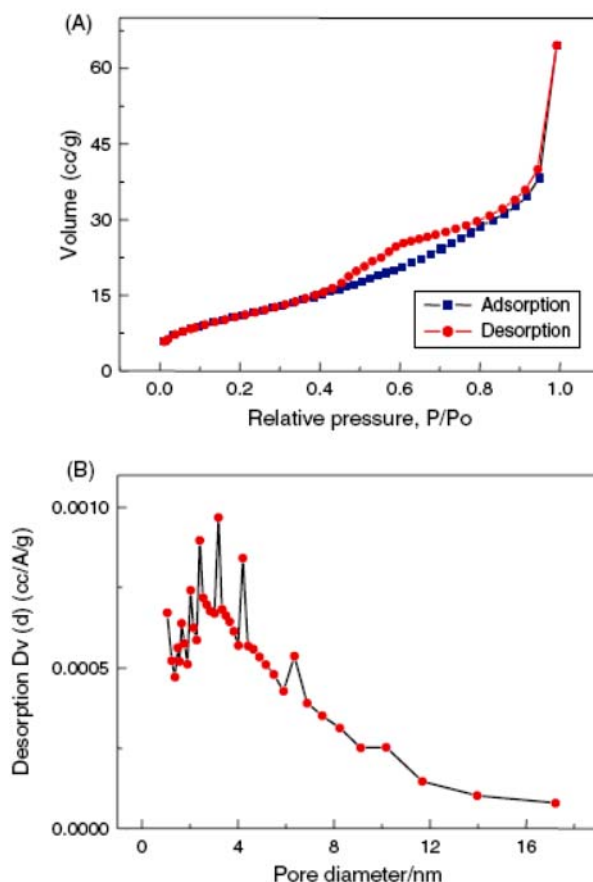 (A)
Volume (cc/g)
60
45
30
15
0
Adsorption
Desorption
0.0 0.2 0.4 0.6 0.8 1.0
Relative pressure, P/Po
(B)
Desorption Dv (d) (cc/A/g)
0.0010
0.0005
0.0000
0 4 8 12 16
Pore diameter/nm